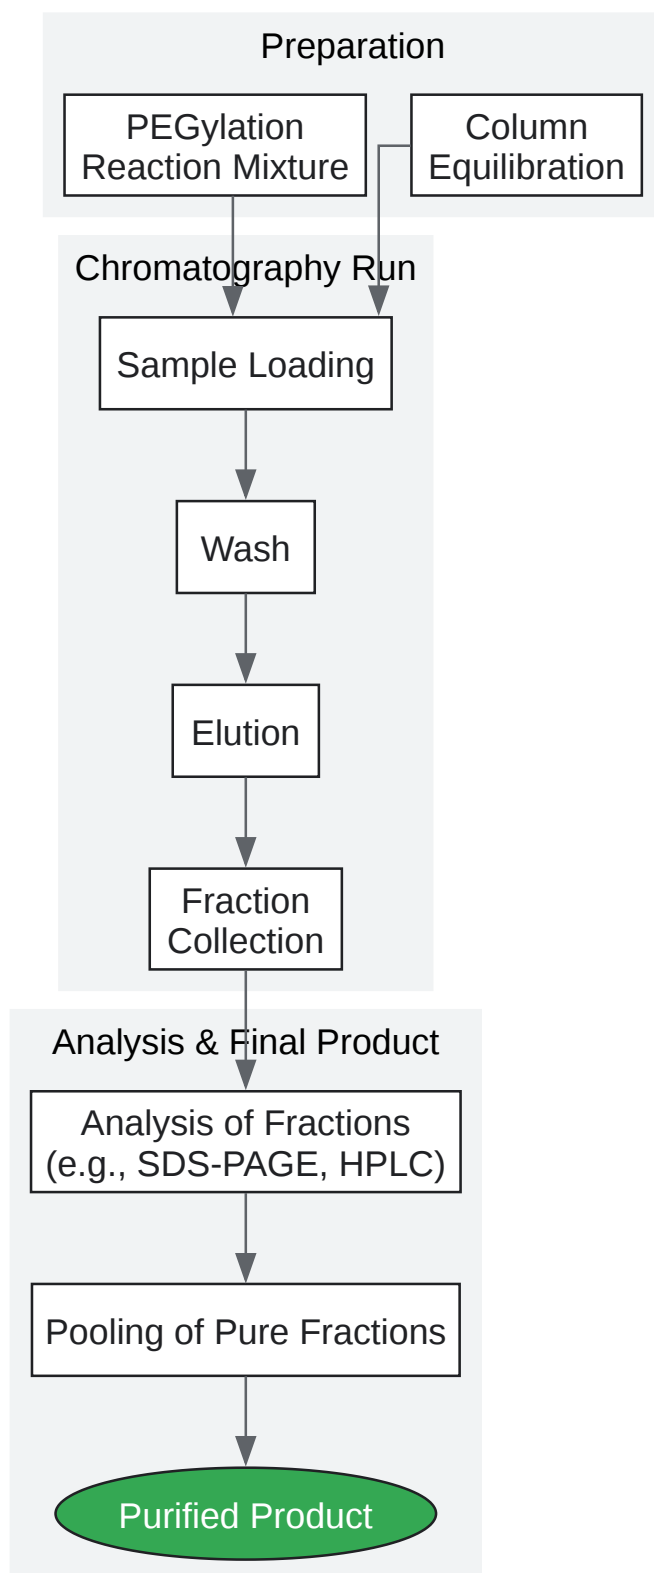 Preparation
PEGylation
Reaction Mixture
Column
Equilibration
Chromatography Run
Sample Loading
Wash
Elution
Fraction
Collection
Analysis & Final Product
Analysis of Fractions
(e.g., SDS-PAGE, HPLC)
Pooling of Pure Fractions
Purified Product